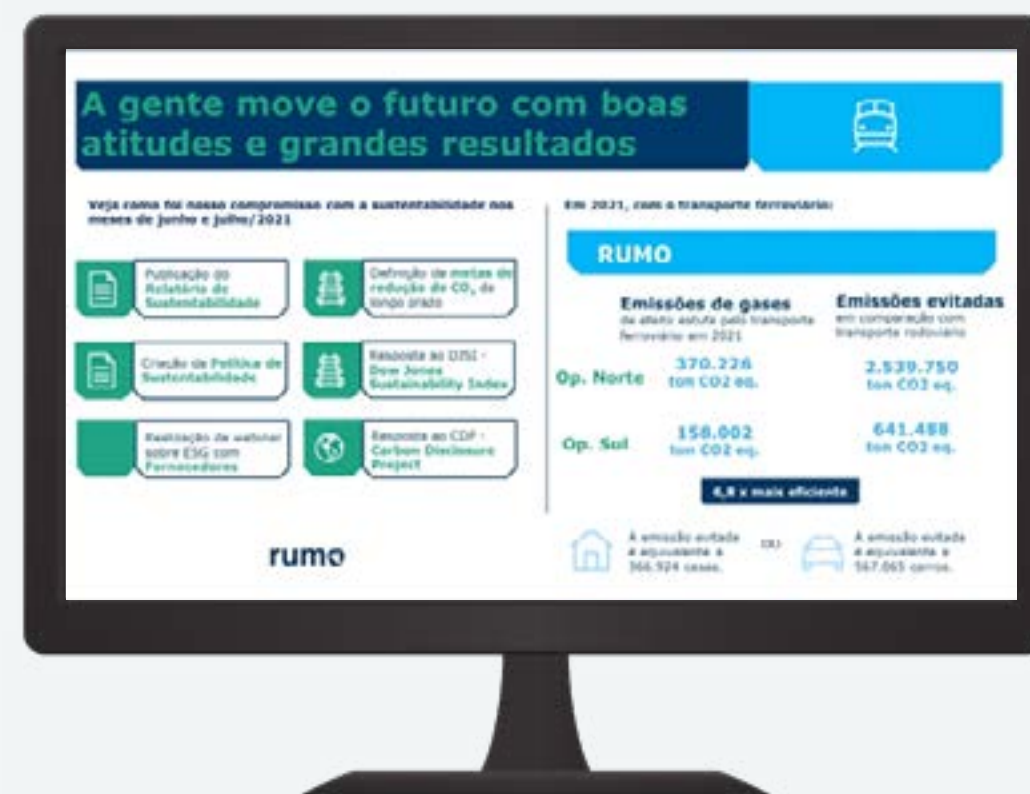 A gente move o futuro com boas
atitudes e grandes resultados
Veja como foi nosso compromisso com a sustentabilidade nos
meses de junho e julho/2021
Publicação do
Relatório de
Sustentabilidade
Definição de metas de
redução de CO₂ de
longo prazo
Criação da Política de
Sustentabilidade
Resposta ao DJSI -
Dow Jones
Sustainability Index
Realização de webinar
sobre ESG com
Fornecedores
Resposta ao CDP -
Carbon Disclosure
Project
rumo
Em 2021, com o transporte ferroviário:
RUMO
Emissões de gases
de efeito estufa pelo transporte
ferroviário em 2021
Emissões evitadas
em comparação com
transporte rodoviário
Op. Norte
370.226
ton CO2 eq.
2.539.750
ton CO2 eq.
Op. Sul
158.002
ton CO2 eq.
641.488
ton CO2 eq.
x mais eficiente
A emissão evitada
é equivalente a
366.924 casas.
ou
A emissão evitada
é equivalente a
567.065 carros.